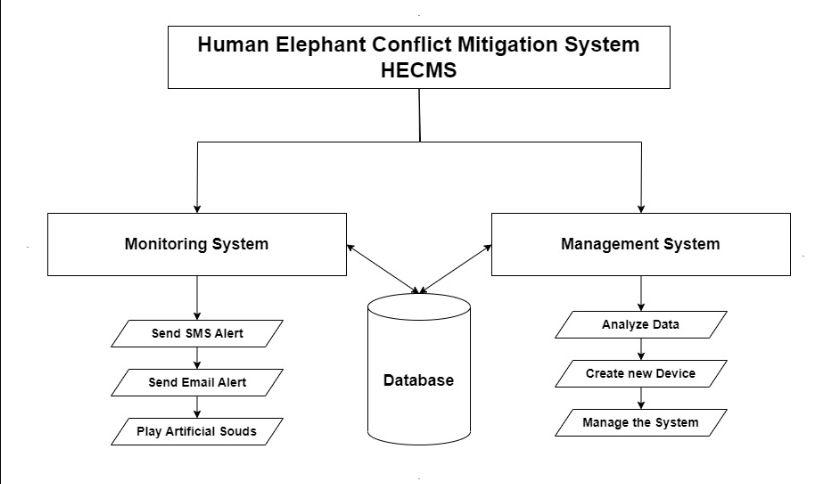 Human Elephant Conflict Mitigation System
HECMS
Monitoring System
Management System
Send SMS Alert
Send Email Alert
Play Artificial Souds
Database
Analyze Data
Create new Device
Manage the System